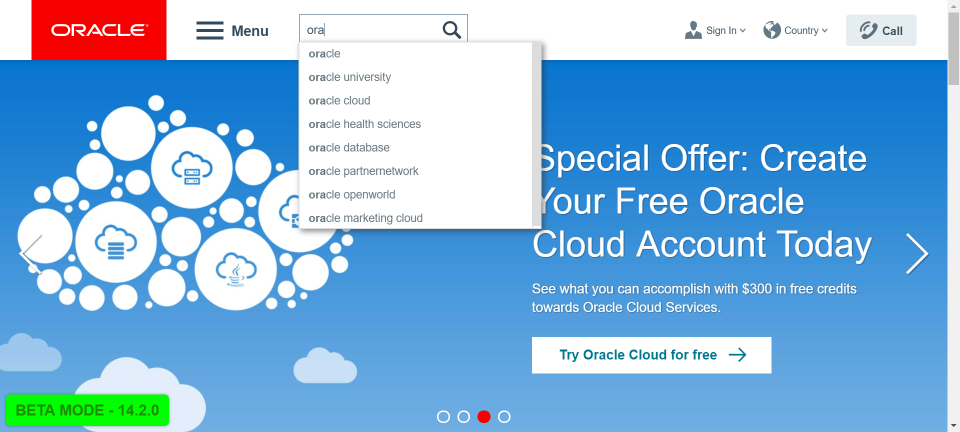 ORACLE
Menu
ora
Sign In
Country
Call
oracle
oracle university
oracle cloud
oracle health sciences
oracle database
oracle partnernetwork
oracle openworld
oracle marketing cloud
Special Offer: Create
Your Free Oracle
Cloud Account Today
See what you can accomplish with $300 in free credits
towards Oracle Cloud Services.
Try Oracle Cloud for free
BETA MODE - 14.2.0